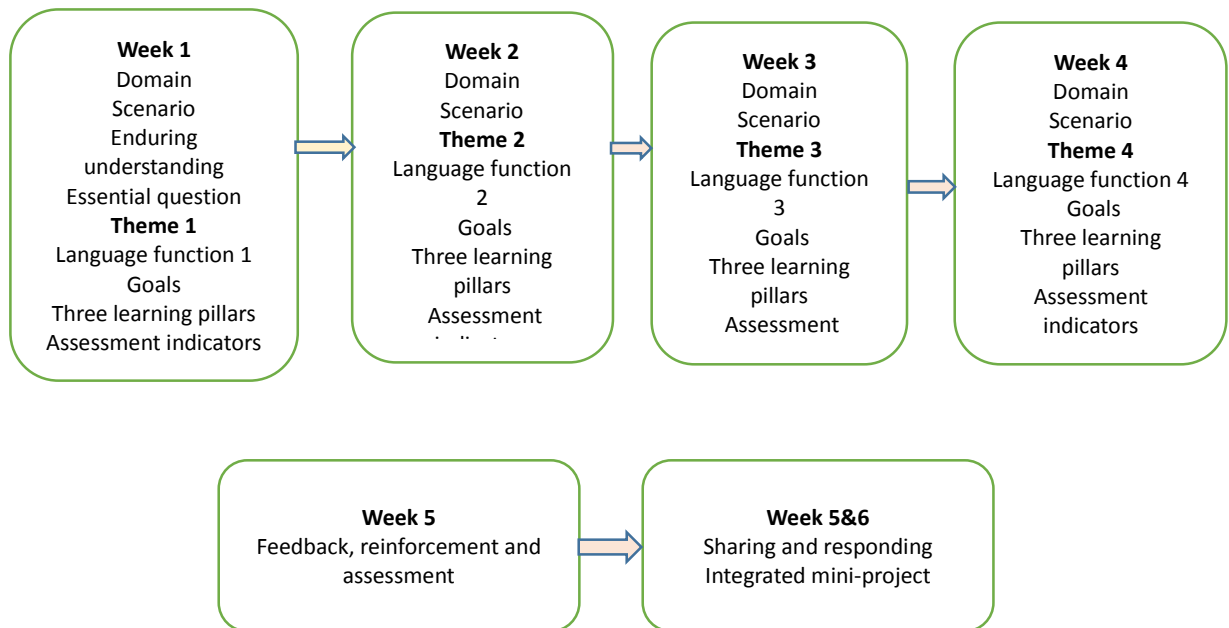 Week 1
Domain
Scenario
Enduring
understanding
Essential question
Theme 1
Language function 1
Goals
Three learning pillars
Assessment indicators
Week 2
Domain
Scenario
Theme 2
Language function
2
Goals
Three learning
pillars
Assessment
Week 3
Domain
Scenario
Theme 3
Language function
3
Goals
Three learning
pillars
Assessment
Week 4
Domain
Scenario
Theme 4
Language function 4
Goals
Three learning
pillars
Assessment
indicators
Week 5
Feedback, reinforcement and
assessment
Week 5&6
Sharing and responding
Integrated mini-project